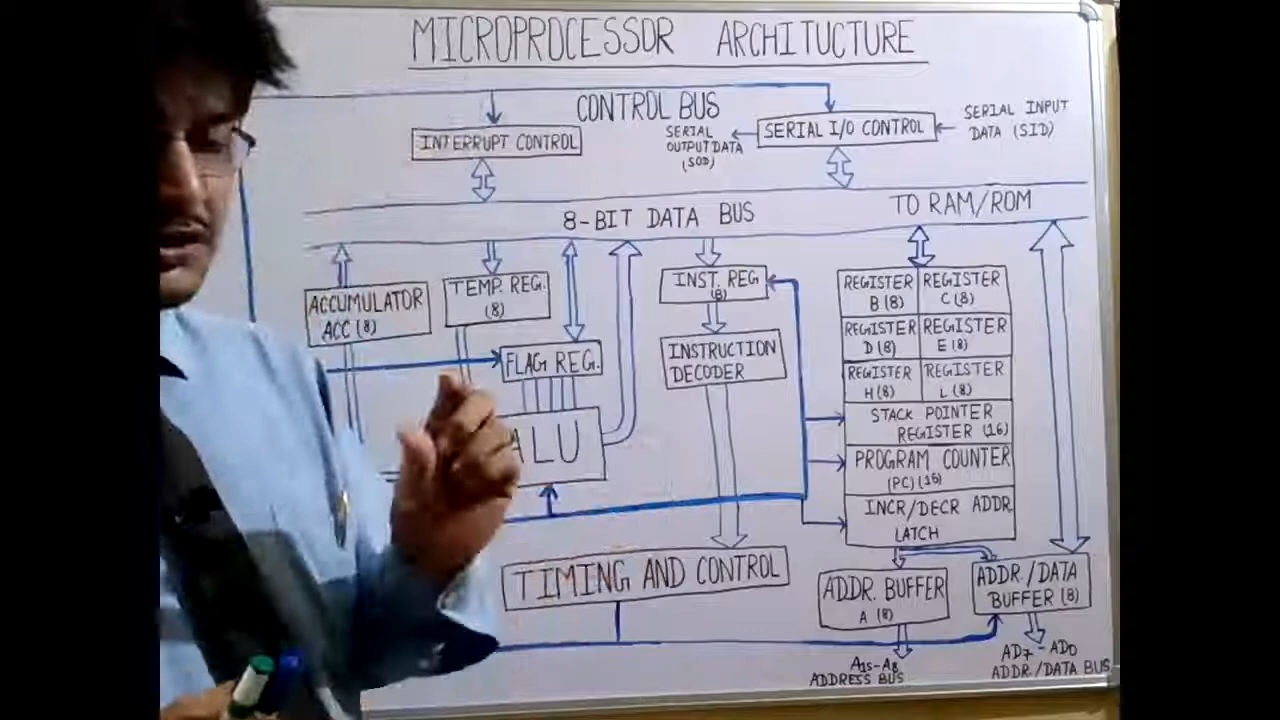 MICROPROCESSOR ARCHITUCTURE
CONTROL BUS
INTERRUPT CONTROL
SERIAL
OUTPUT DATA
(SOD)
SERIAL I/O CONTROL
SERIAL INPUT
DATA (SID)
8-BIT DATA BUS
TO RAM/ROM
ACCUMULATOR
ACC (8)
TEMP. REG.
(8)
FLAG REG.
ALU
INST. REG
(8)
INSTRUCTION
DECODER
TIMING AND CONTROL
REGISTER
B (8)
REGISTER
C (8)
REGISTER
D (8)
REGISTER
E (8)
REGISTER
H (8)
REGISTER
L (8)
STACK POINTER
REGISTER (16)
PROGRAM COUNTER
(PC) (16)
INCR/DECR ADDR
LATCH
ADDR. BUFFER
A (8)
ADDR./DATA
BUFFER (8)
A15-A8
ADDRESS BUS
AD7-AD0
ADDR./DATA BUS